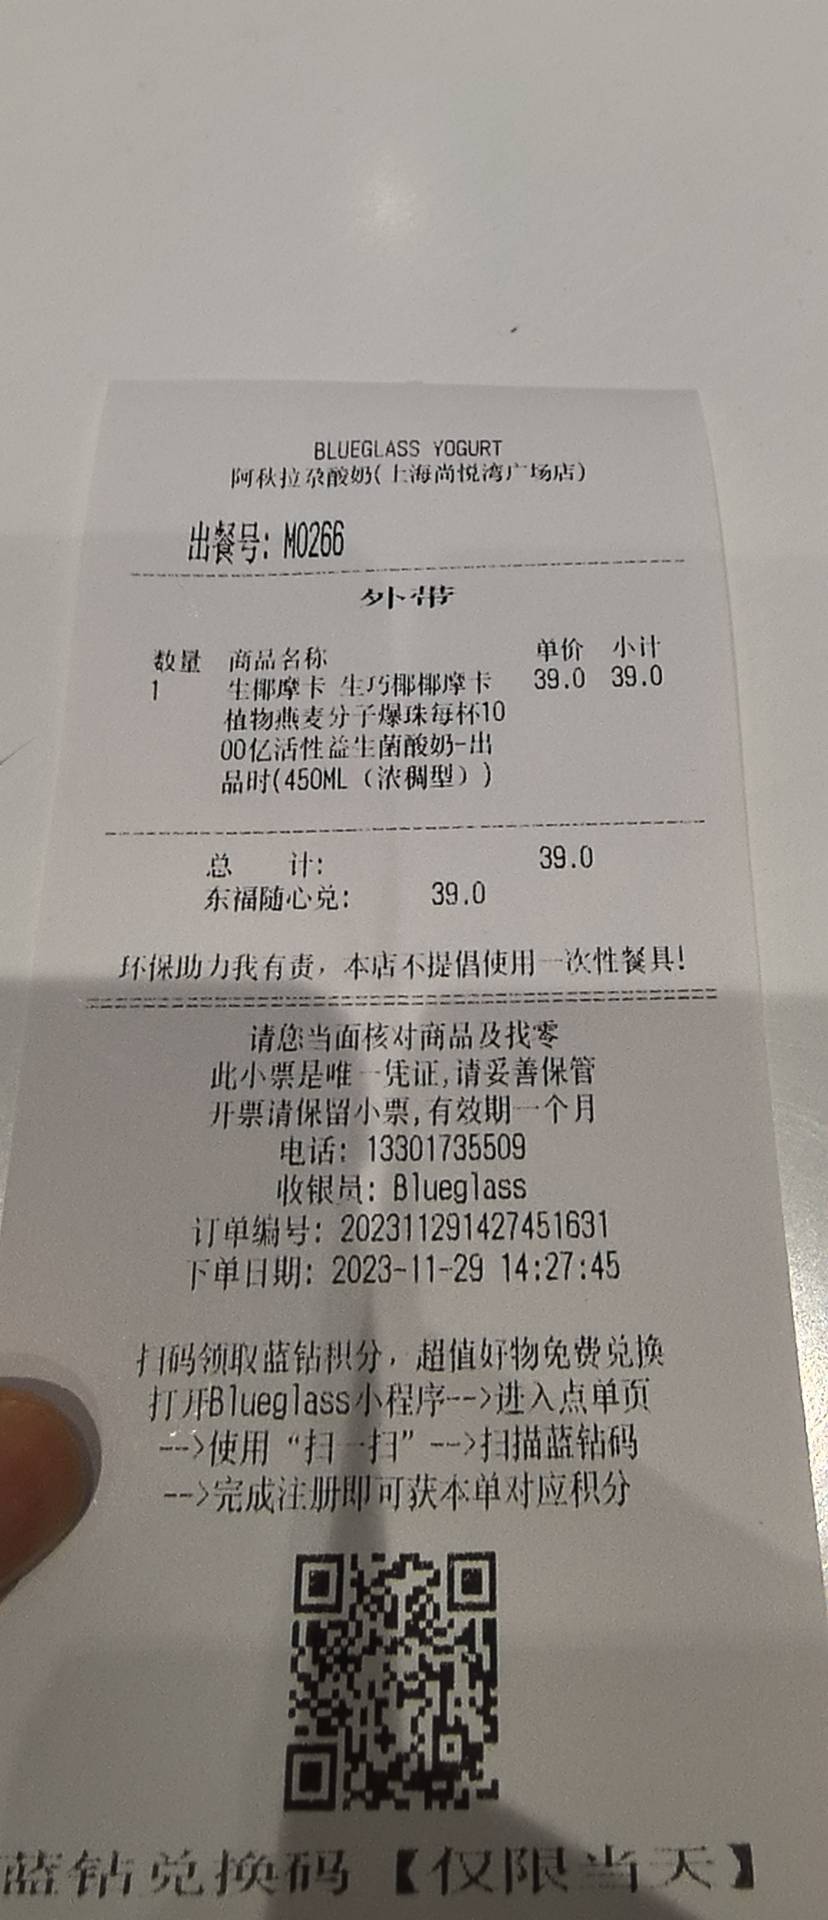 BLUEGLASS YOGURT
阿秋拉尕酸奶(上海尚悦湾广场店)
出餐号: M0266
外带
数量 商品名称 单价 小计
1 生椰摩卡 生巧椰椰摩卡 39.0 39.0
植物燕麦分子爆珠每杯10
00亿活性益生菌酸奶-出
品时(450ML（浓稠型）)
总 计: 39.0
东福随心兑: 39.0
环保助力我有责，本店不提倡使用一次性餐具!
请您当面核对商品及找零
此小票是唯一凭证,请妥善保管
开票请保留小票,有效期一个月
电话: 13301735509
收银员: Blueglass
订单编号: 202311291427451631
下单日期: 2023-11-29 14:27:45
扫码领取蓝钻积分，超值好物免费兑换
打开Blueglass小程序-->进入点单页
-->使用“扫一扫”-->扫描蓝钻码
-->完成注册即可获本单对应积分
蓝钻兑换码【仅限当天】